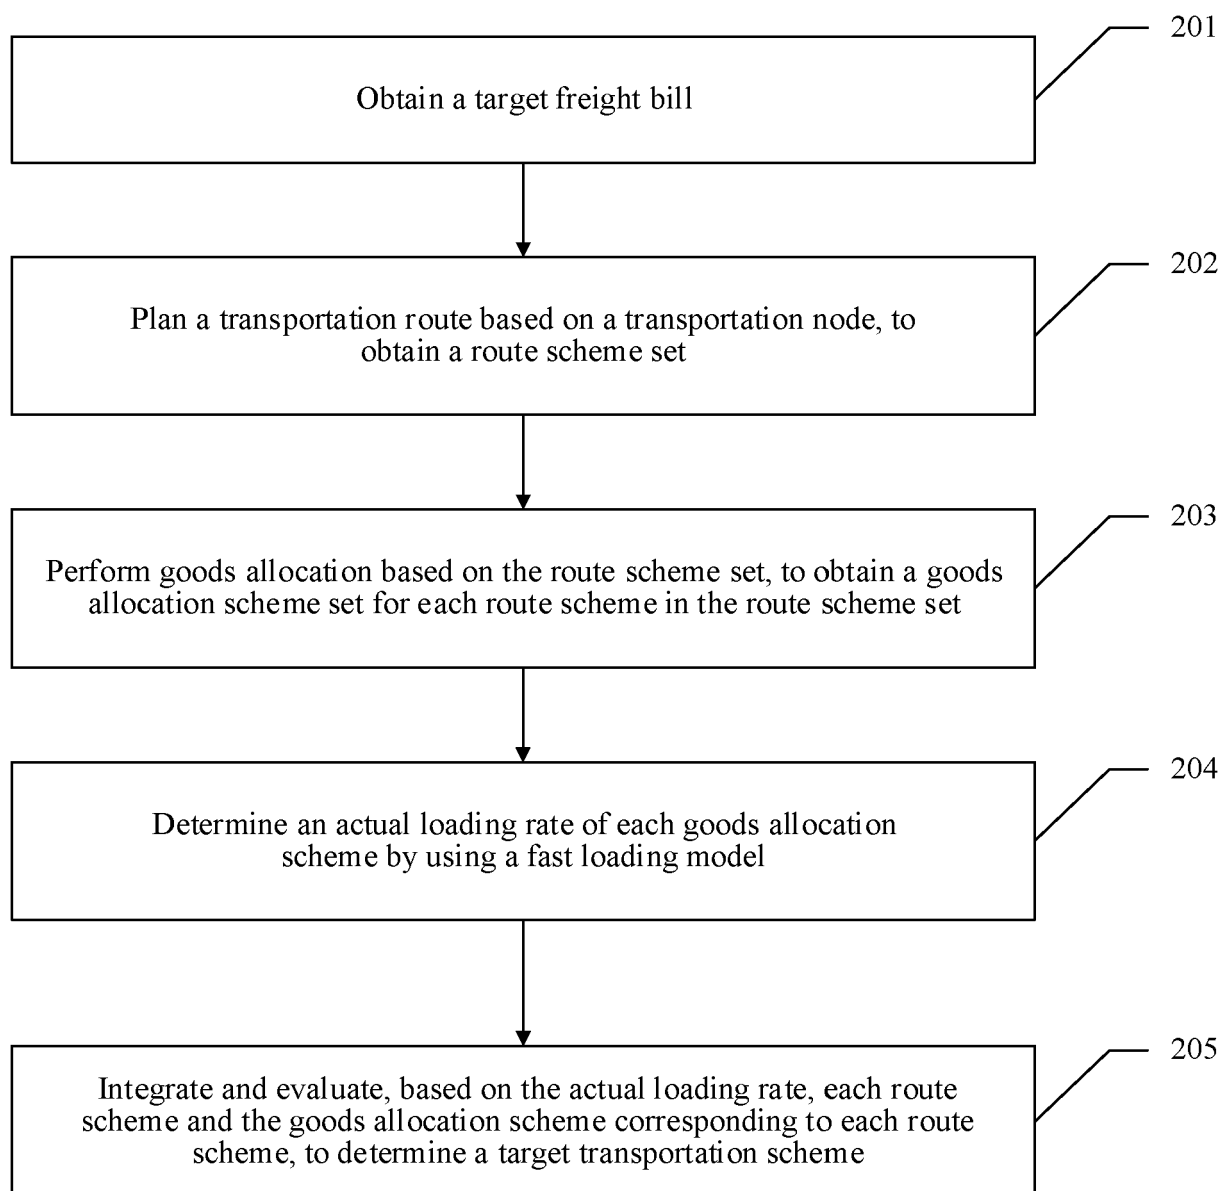 201
Obtain a target freight bill
202
Plan a transportation route based on a transportation node, to
obtain a route scheme set
203
Perform goods allocation based on the route scheme set, to obtain a goods
allocation scheme set for each route scheme in the route scheme set
204
Determine an actual loading rate of each goods allocation
scheme by using a fast loading model
205
Integrate and evaluate, based on the actual loading rate, each route
scheme and the goods allocation scheme corresponding to each route
scheme, to determine a target transportation scheme